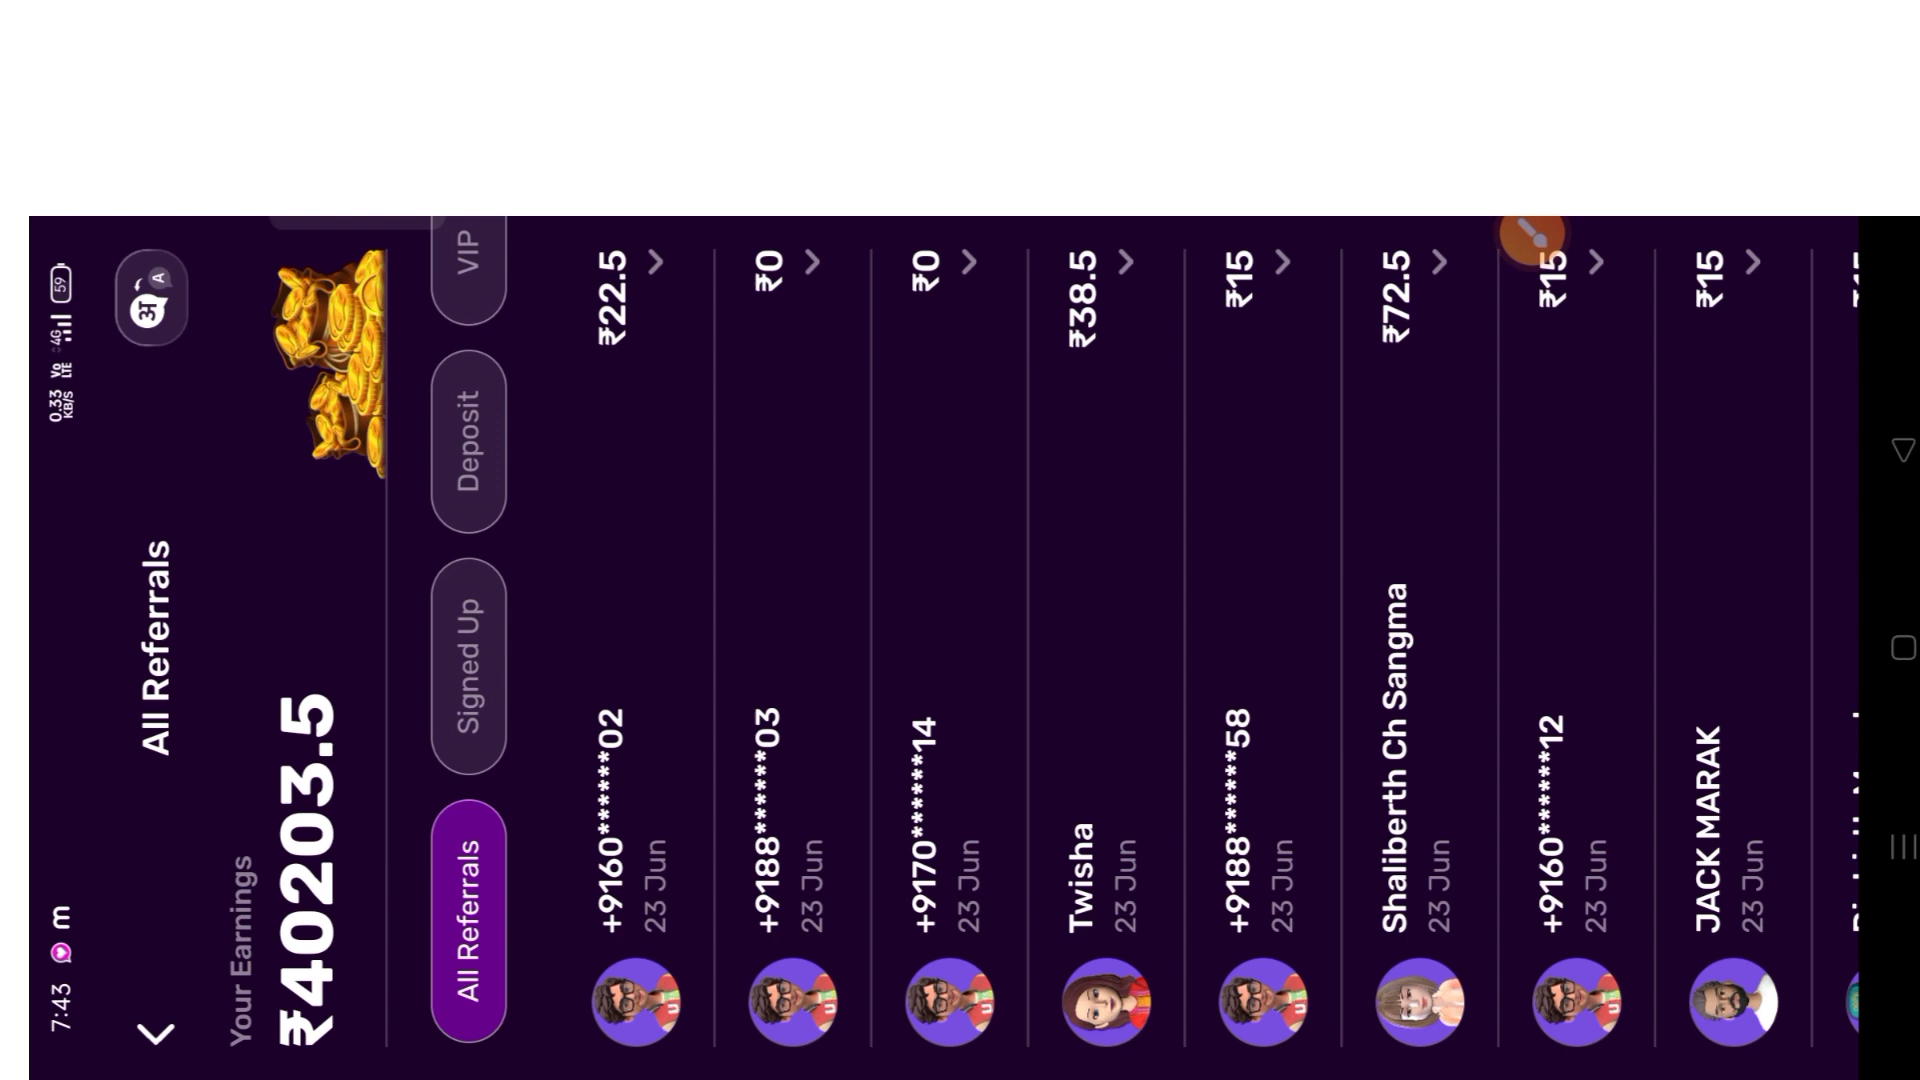 7:43 m 0.33 KB/S Vo LTE 4G 59
All Referrals
अ A
Your Earnings
₹40203.5
All Referrals Signed Up Deposit VIP
+9160*******02 ₹22.5
23 Jun
+9188*******03 ₹0
23 Jun
+9170*******14 ₹0
23 Jun
Twisha ₹38.5
23 Jun
+9188*******58 ₹15
23 Jun
Shaliberth Ch Sangma ₹72.5
23 Jun
+9160*******12 ₹15
23 Jun
JACK MARAK ₹15
23 Jun